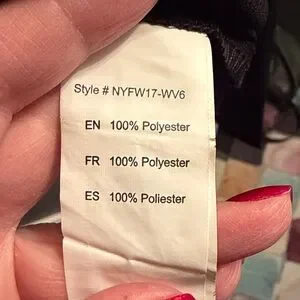 Style # NYFW17-WV6
EN 100% Polyester
FR 100% Polyester
ES 100% Poliester